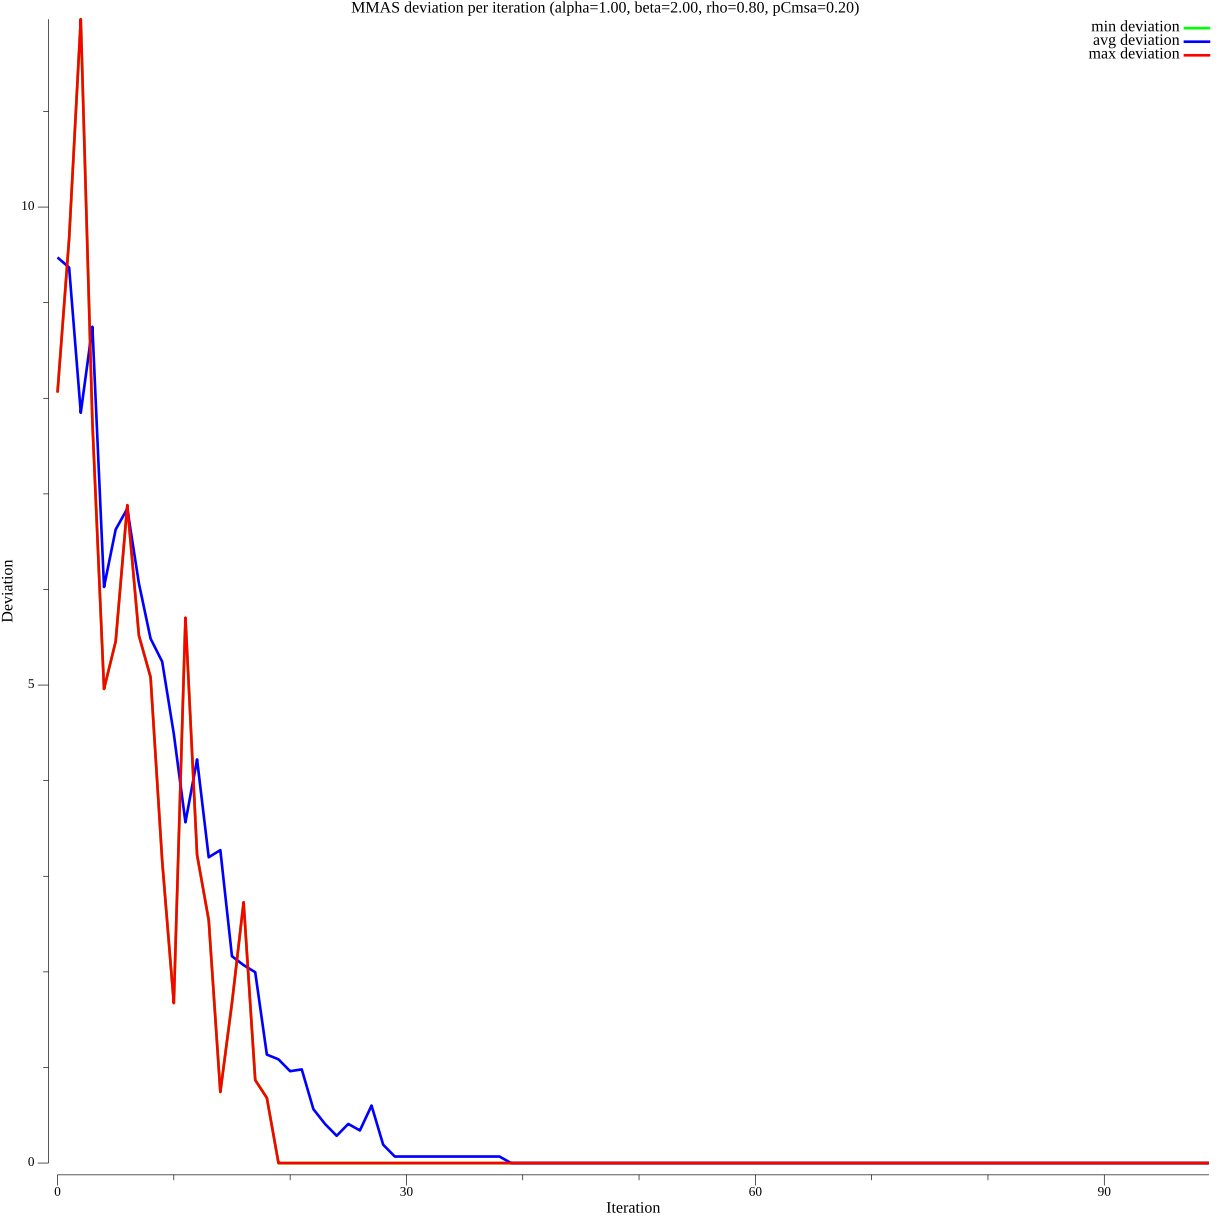 MMAS deviation per iteration (alpha=1.00, beta=2.00, rho=0.80, pCmsa=0.20)
min deviation
avg deviation
max deviation
10
5
0
Deviation
0 30 60 90
Iteration